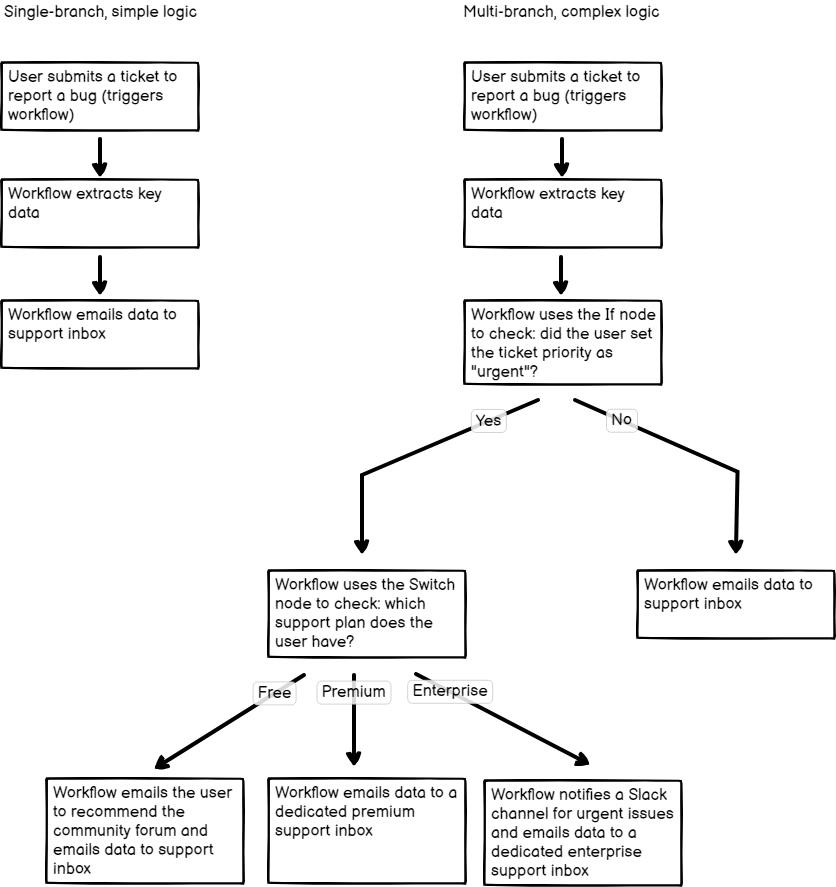 Single-branch, simple logic
User submits a ticket to
report a bug (triggers
workflow)
Workflow extracts key
data
Workflow emails data to
support inbox
Multi-branch, complex logic
User submits a ticket to
report a bug (triggers
workflow)
Workflow extracts key
data
Workflow uses the If node
to check: did the user set
the ticket priority as
"urgent"?
Yes
No
Workflow uses the Switch
node to check: which
support plan does the
user have?
Workflow emails data to
support inbox
Free
Premium
Enterprise
Workflow emails the user
to recommend the
community forum and
emails data to support
inbox
Workflow emails data to a
dedicated premium
support inbox
Workflow notifies a Slack
channel for urgent issues
and emails data to a
dedicated enterprise
support inbox